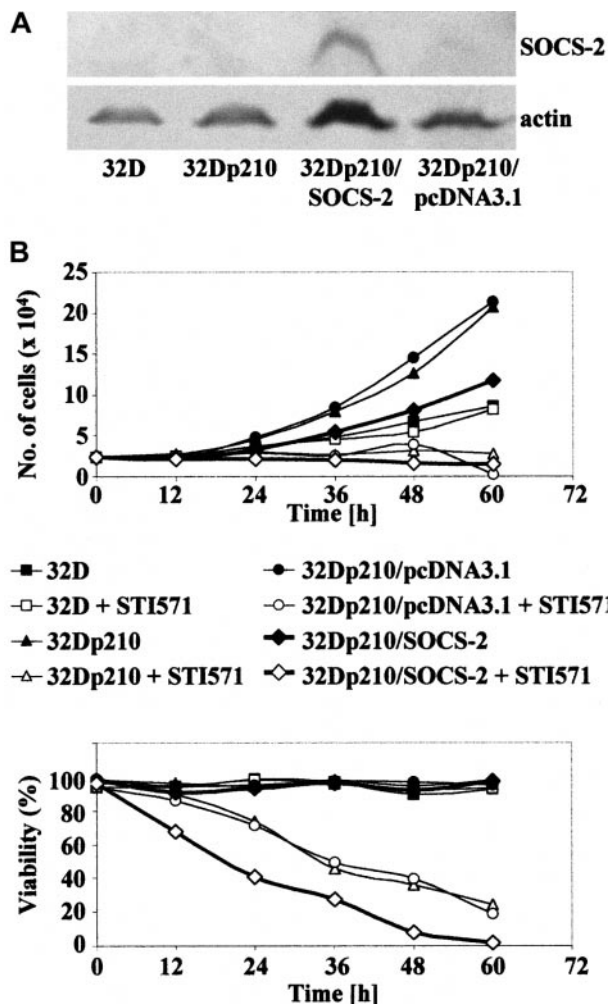 A
SOCS-2
actin
32D 32Dp210 32Dp210/ 32Dp210/
SOCS-2 pcDNA3.1
B
25
20
15
10
5
0
No. of cells (x 10⁴)
0 12 24 36 48 60 72
Time [h]
32D 32Dp210/pcDNA3.1
32D + STI571 32Dp210/pcDNA3.1 + STI571
32Dp210 32Dp210/SOCS-2
32Dp210 + STI571 32Dp210/SOCS-2 + STI571
100
80
60
40
20
0
Viability (%)
0 12 24 36 48 60 72
Time [h]